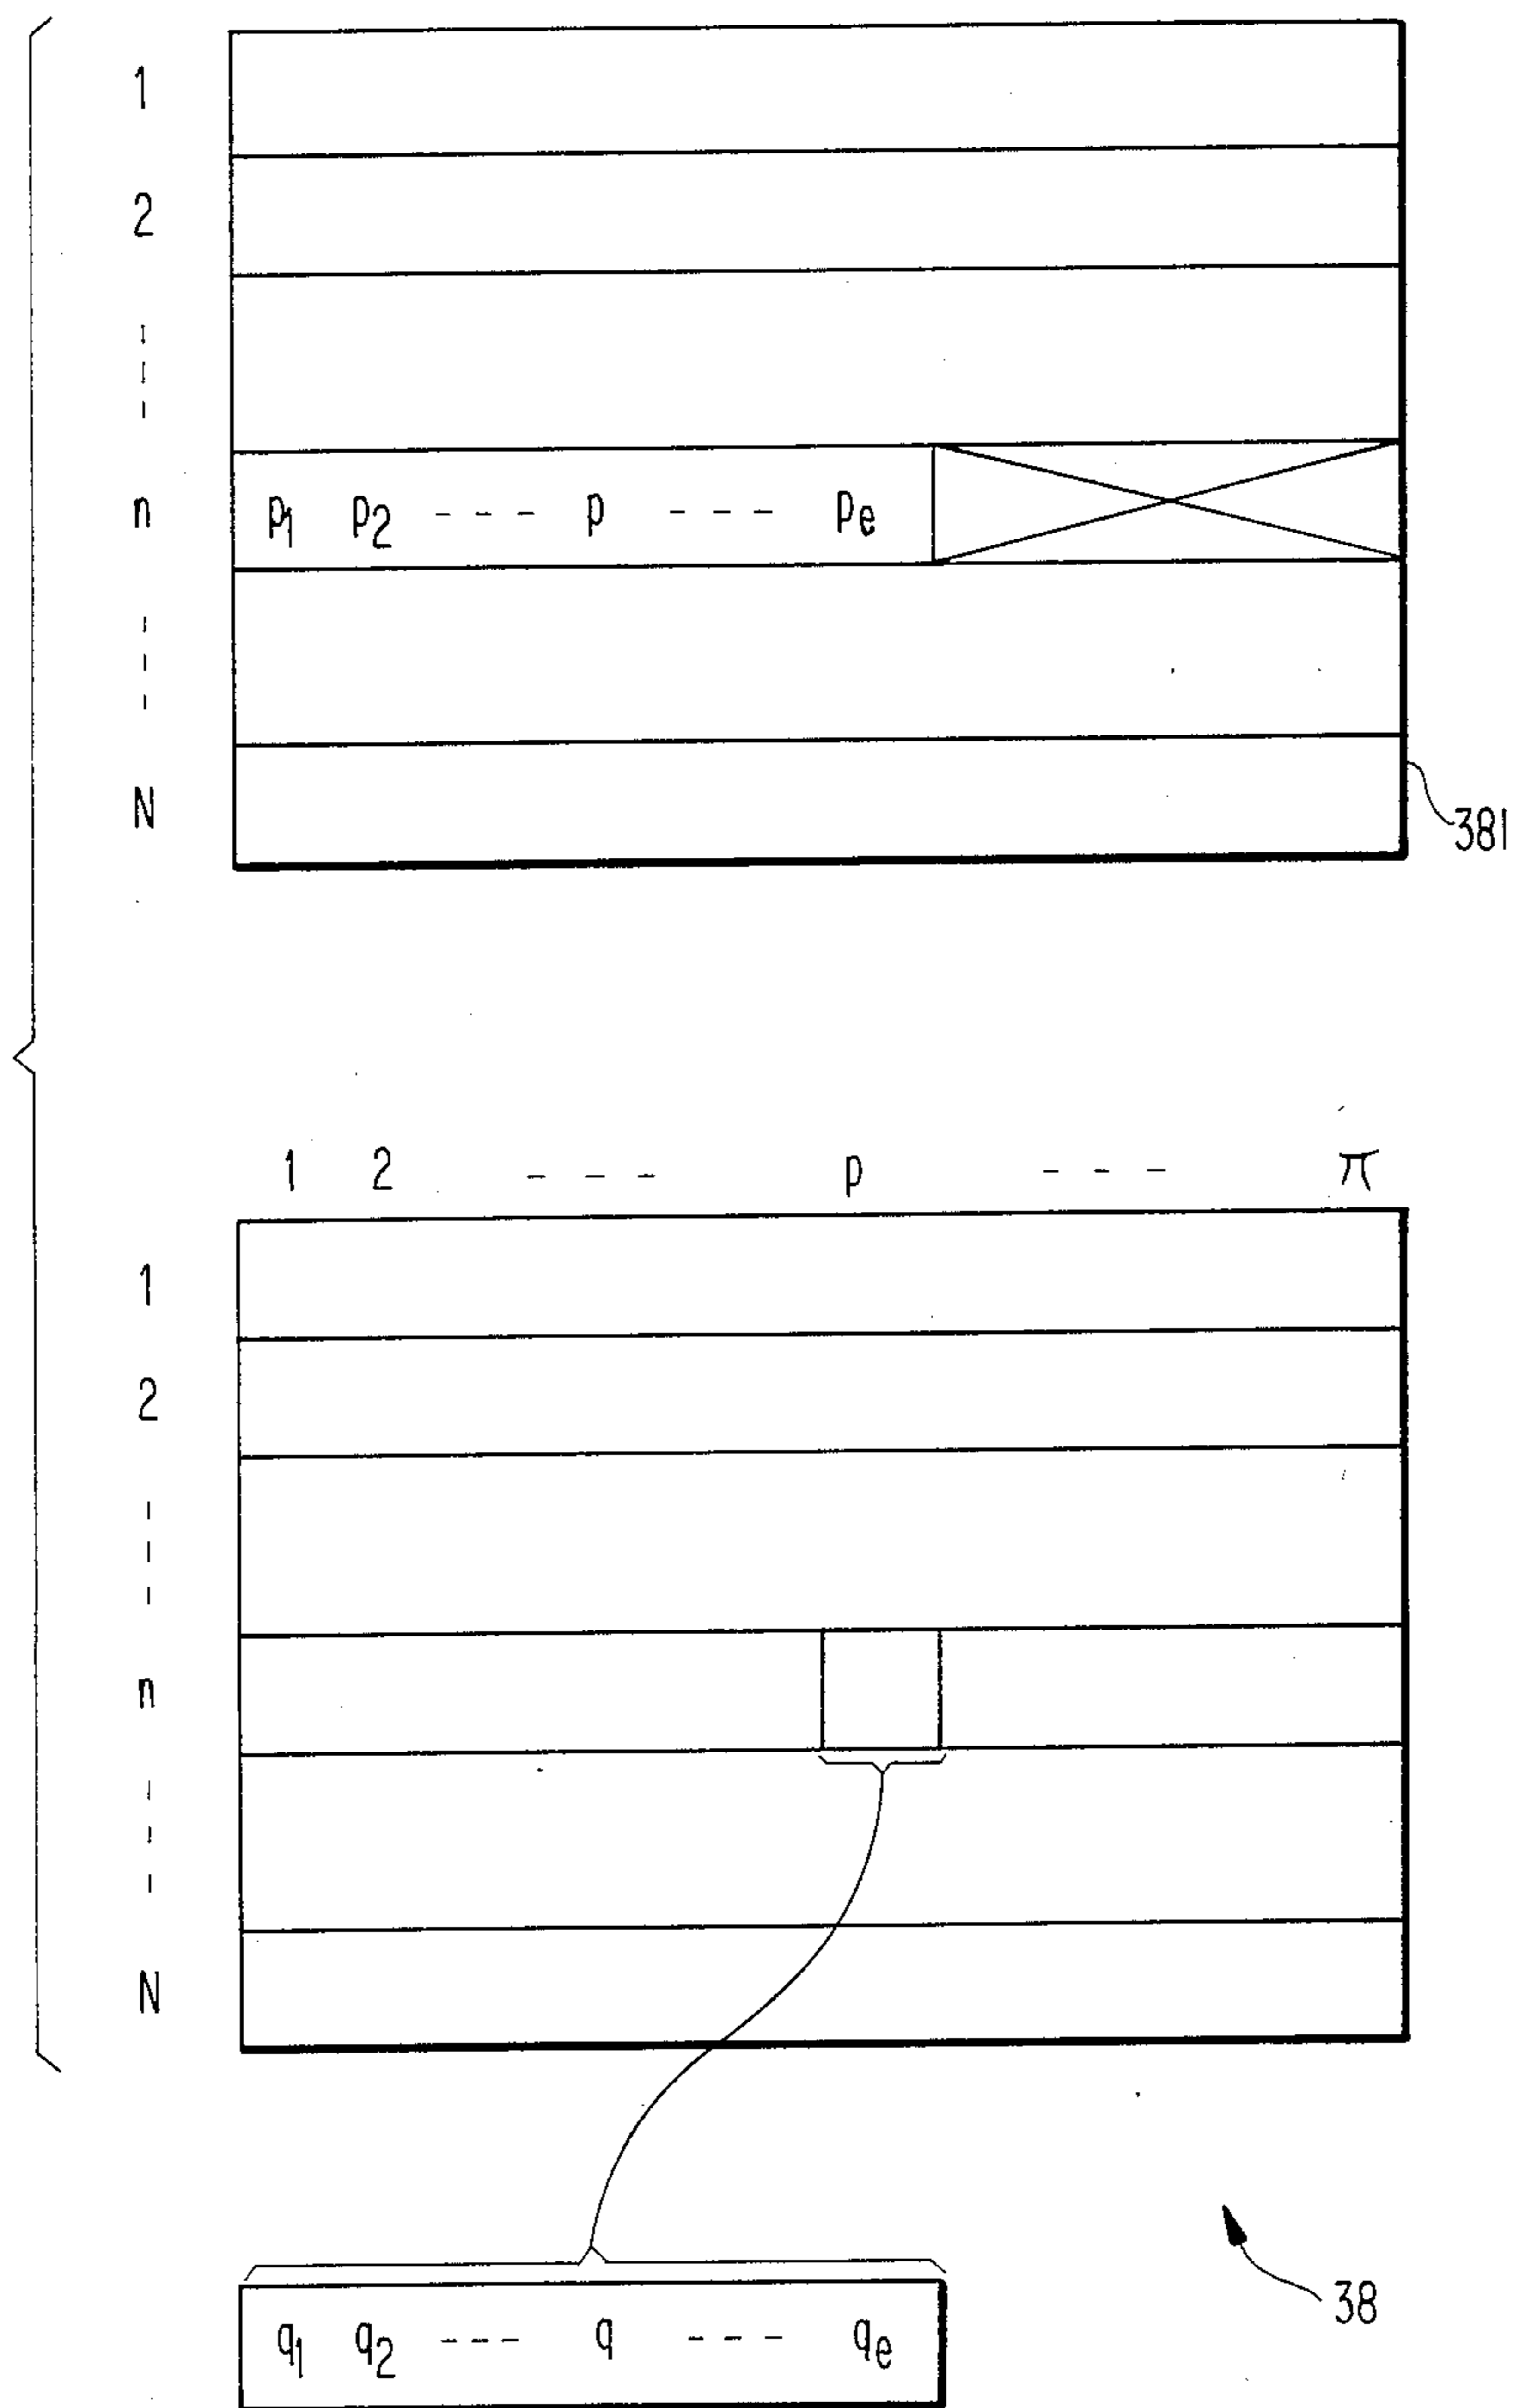 1
2
n p₁ p₂ --- p --- pₑ
N
381
1 2 --- p --- π
1
2
n
N
38
q₁ q₂ --- q --- qₑ